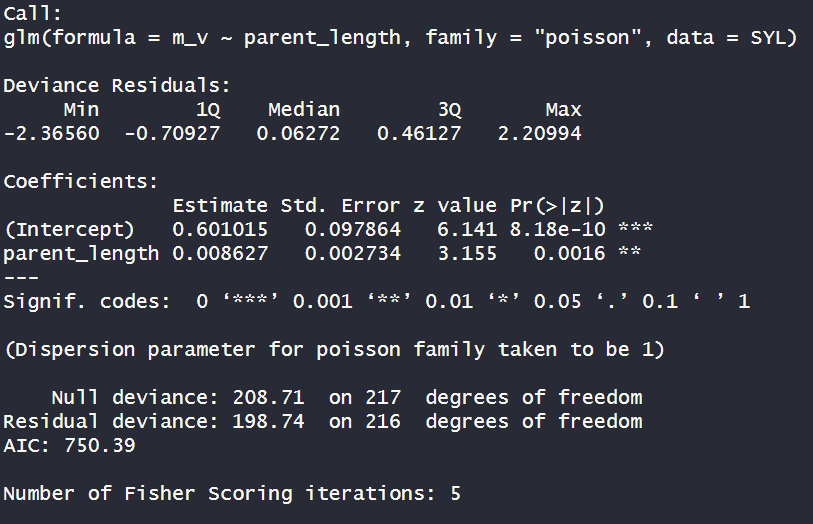 Call:
glm(formula = m_v ~ parent_length, family = "poisson", data = SYL)
Deviance Residuals:
     Min        1Q    Median        3Q       Max
-2.36560  -0.70927   0.06272   0.46127   2.20994
Coefficients:
              Estimate Std. Error z value Pr(>|z|)
(Intercept)   0.601015   0.097864   6.141 8.18e-10 ***
parent_length 0.008627   0.002734   3.155   0.0016 **
---
Signif. codes:  0 ‘***’ 0.001 ‘**’ 0.01 ‘*’ 0.05 ‘.’ 0.1 ‘ ’ 1
(Dispersion parameter for poisson family taken to be 1)
    Null deviance: 208.71  on 217  degrees of freedom
Residual deviance: 198.74  on 216  degrees of freedom
AIC: 750.39
Number of Fisher Scoring iterations: 5